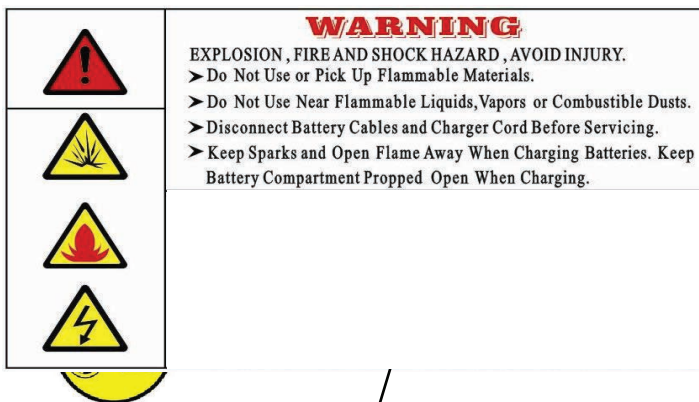 WARNING
EXPLOSION , FIRE AND SHOCK HAZARD , AVOID INJURY.
➤ Do Not Use or Pick Up Flammable Materials.
➤ Do Not Use Near Flammable Liquids,Vapors or Combustible Dusts.
➤ Disconnect Battery Cables and Charger Cord Before Servicing.
➤ Keep Sparks and Open Flame Away When Charging Batteries. Keep
Battery Compartment Propped Open When Charging.